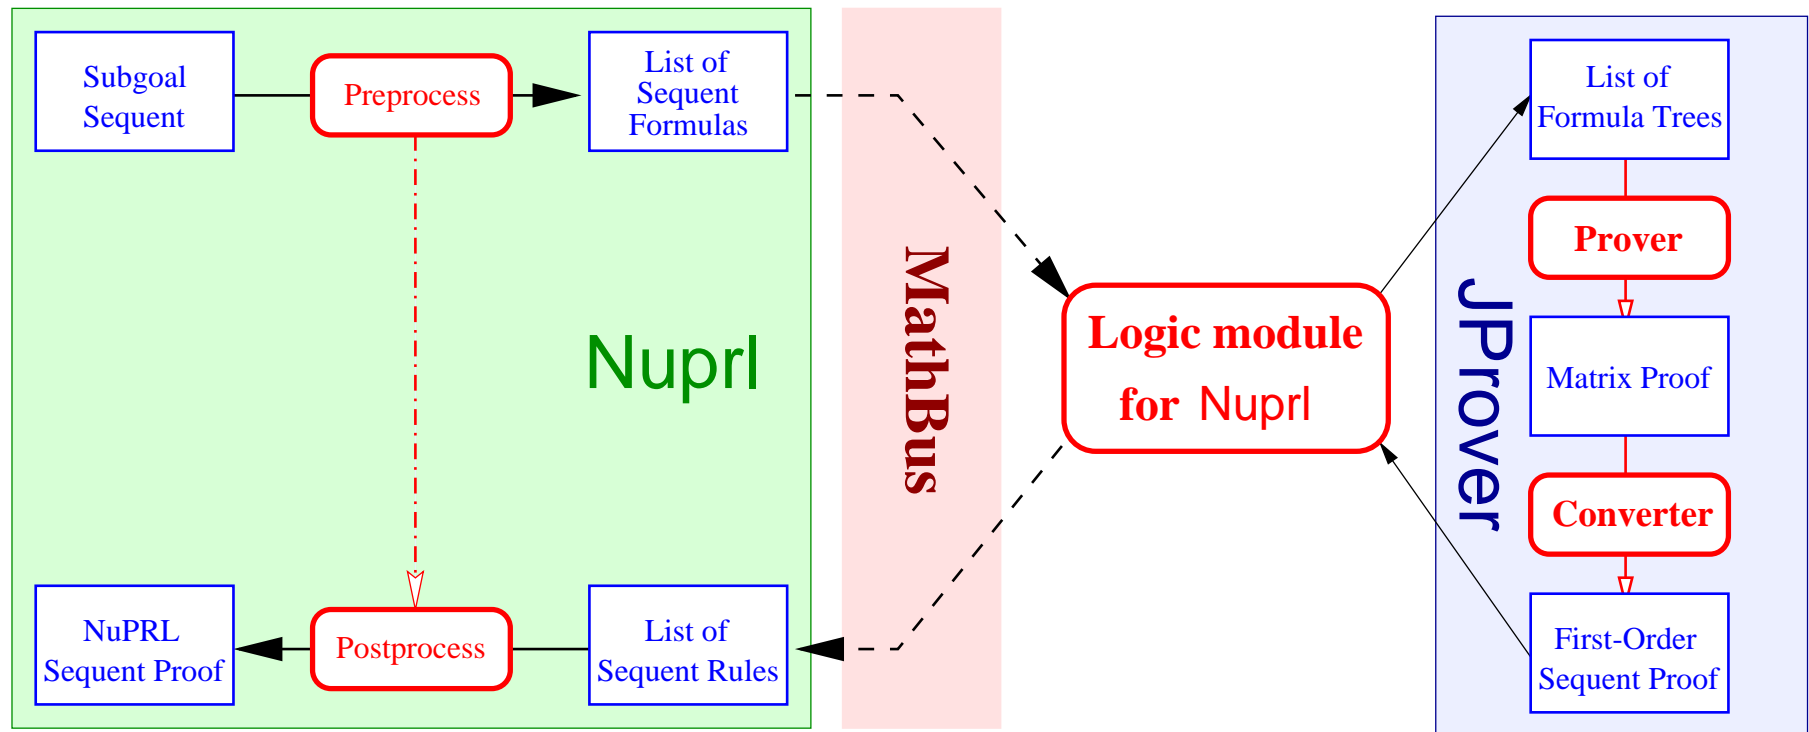 Subgoal
Sequent
Preprocess
List of
Sequent
Formulas
Nuprl
NuPRL
Sequent Proof
Postprocess
List of
Sequent Rules
MathBus
Logic module
for Nuprl
JProver
List of
Formula Trees
Prover
Matrix Proof
Converter
First-Order
Sequent Proof